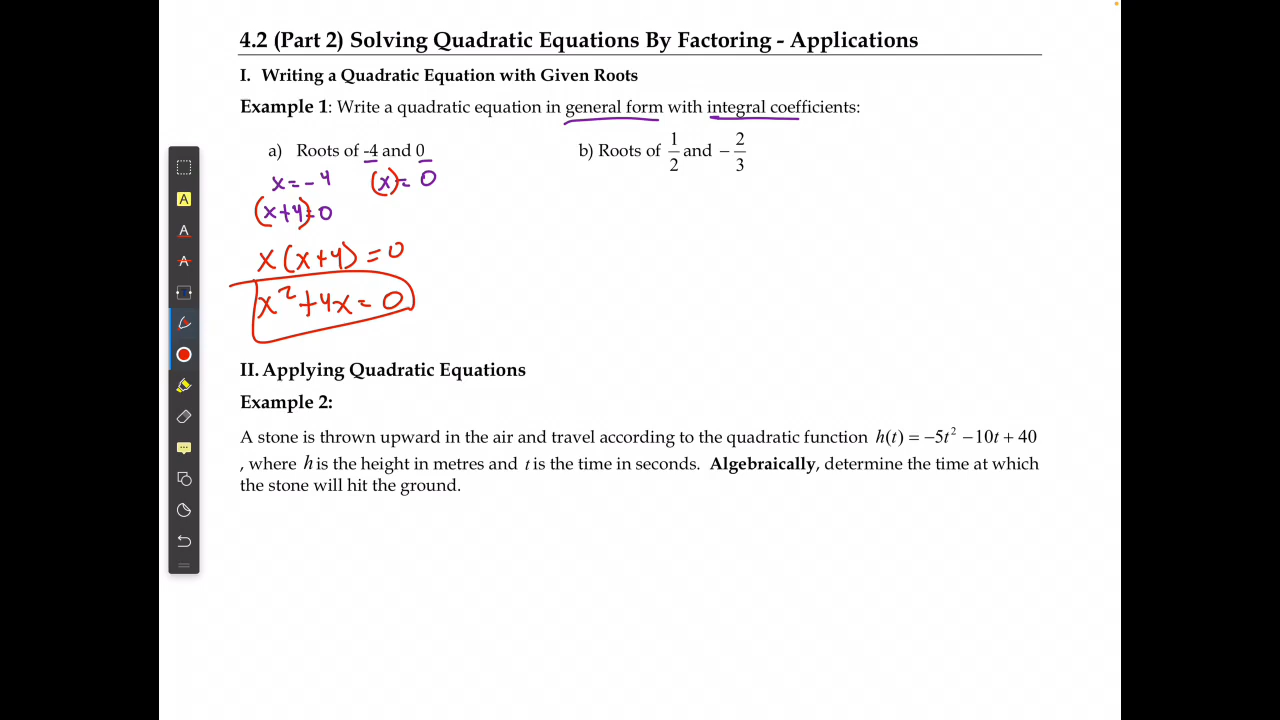 4.2 (Part 2) Solving Quadratic Equations By Factoring - Applications
I. Writing a Quadratic Equation with Given Roots
Example 1: Write a quadratic equation in general form with integral coefficients:
a) Roots of -4 and 0
b) Roots of 1/2 and -2/3
x = -4 (x) = 0
(x+4) = 0
x(x+4) = 0
x² + 4x = 0
II. Applying Quadratic Equations
Example 2:
A stone is thrown upward in the air and travel according to the quadratic function h(t) = −5t² − 10t + 40
, where h is the height in metres and t is the time in seconds. Algebraically, determine the time at which
the stone will hit the ground.
A
A
A